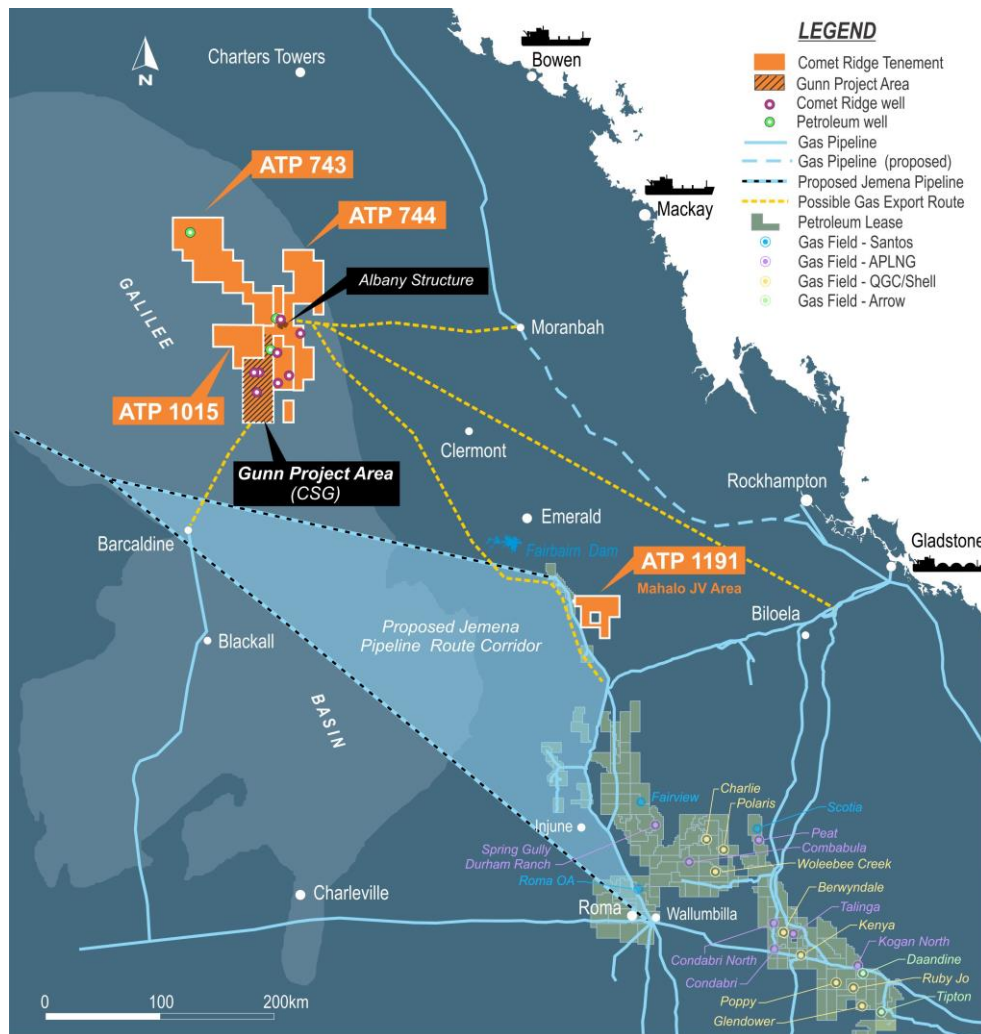 LEGEND
Comet Ridge Tenement
Gunn Project Area
Comet Ridge well
Petroleum well
Gas Pipeline
Gas Pipeline (proposed)
Proposed Jemena Pipeline
Possible Gas Export Route
Petroleum Lease
Gas Field - Santos
Gas Field - APLNG
Gas Field - QGC/Shell
Gas Field - Arrow
N
Charters Towers
Bowen
Mackay
ATP 743
ATP 744
Albany Structure
GALILEE
Moranbah
ATP 1015
Clermont
Gunn Project Area
(CSG)
Rockhampton
Emerald
Barcaldine
Fairbairn Dam
Gladstone
ATP 1191
Mahalo JV Area
Biloela
Blackall
Proposed Jemena
Pipeline Route Corridor
BASIN
Fairview
Charlie
Polaris
Scotia
Injune
Peat
Spring Gully
Durham Ranch
Combabula
Woleebee Creek
Roma OA
Charleville
Berwyndale
Talinga
Roma
Wallumbilla
Kenya
Condabri North
Kogan North
Daandine
Condabri
Ruby Jo
Poppy
Tipton
Glendower
0
100
200km